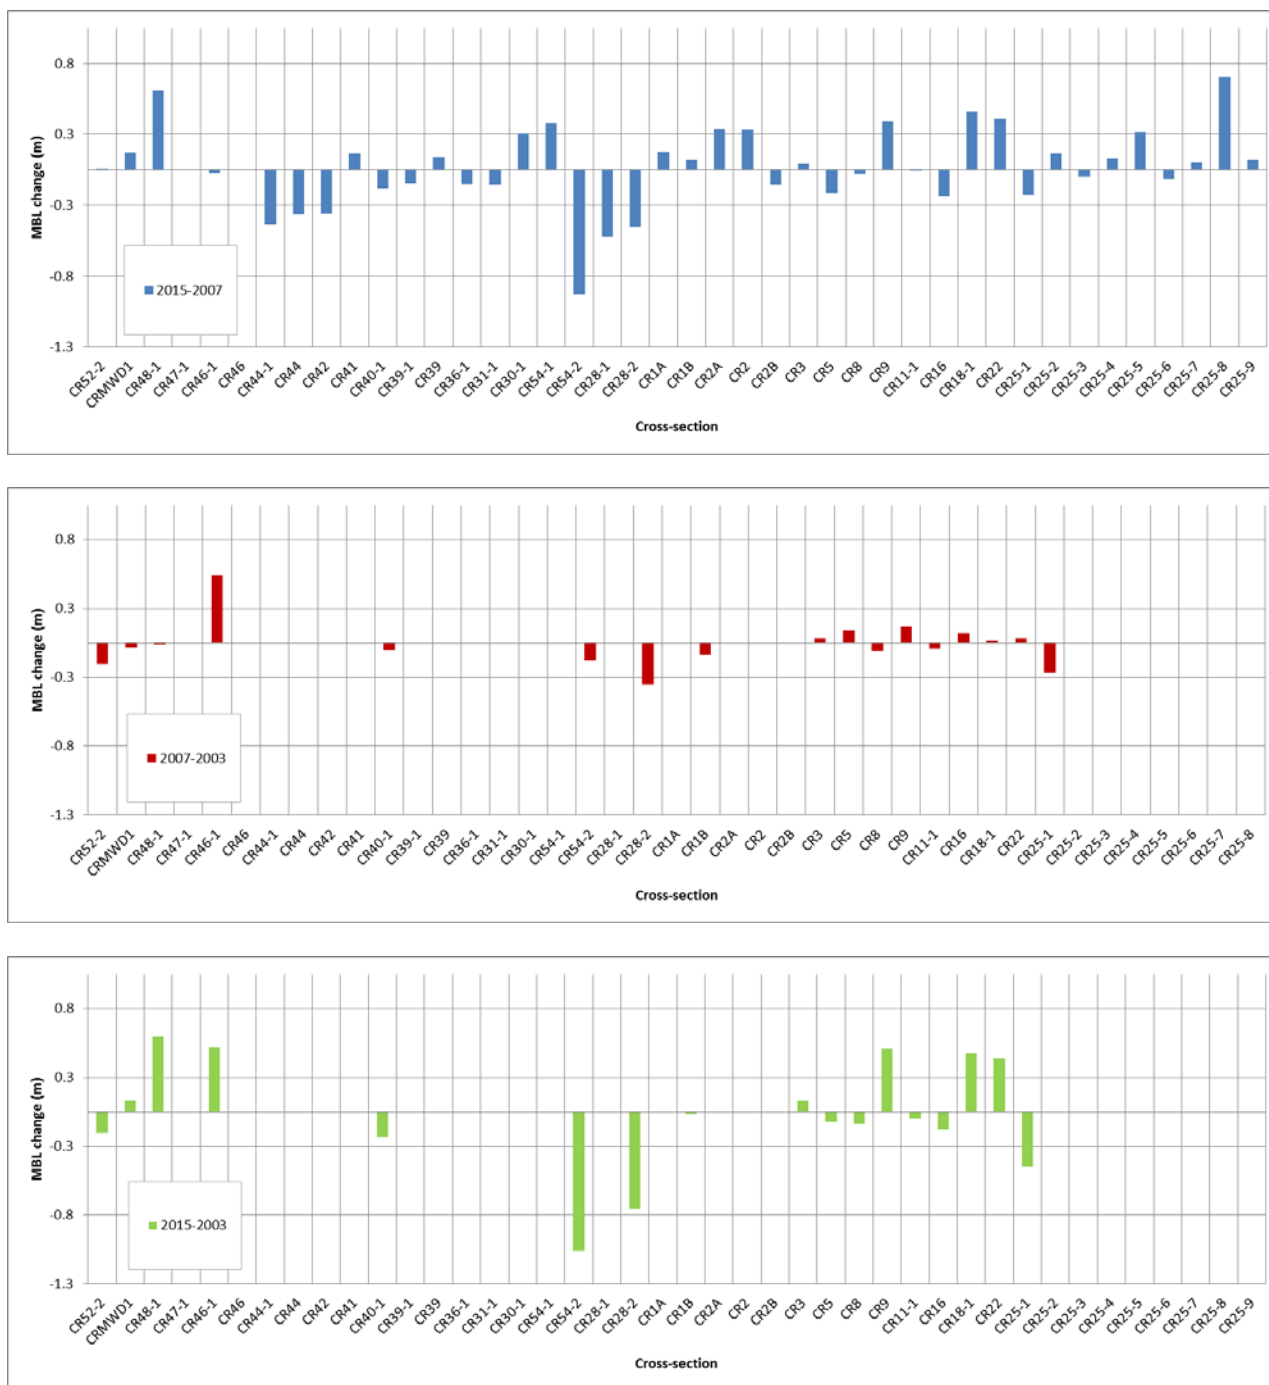 0.8
0.3
-0.3
-0.8
-1.3
MBL change (m)
2015-2007
CR52-2 CRMWD1 CR48-1 CR47-1 CR46-1 CR46 CR44-1 CR44 CR42 CR41 CR40-1 CR39-1 CR39 CR36-1 CR31-1 CR30-1 CR54-1 CR54-2 CR28-1 CR28-2 CR1A CR1B CR2A CR2 CR2B CR3 CR5 CR8 CR9 CR11-1 CR16 CR18-1 CR22 CR25-1 CR25-2 CR25-3 CR25-4 CR25-5 CR25-6 CR25-7 CR25-8 CR25-9
Cross-section
0.8
0.3
-0.3
-0.8
-1.3
MBL change (m)
2007-2003
CR52-2 CRMWD1 CR48-1 CR47-1 CR46-1 CR46 CR44-1 CR44 CR42 CR41 CR40-1 CR39-1 CR39 CR36-1 CR31-1 CR30-1 CR54-1 CR54-2 CR28-1 CR28-2 CR1A CR1B CR2A CR2 CR2B CR3 CR5 CR8 CR9 CR11-1 CR16 CR18-1 CR22 CR25-1 CR25-2 CR25-3 CR25-4 CR25-5 CR25-6 CR25-7 CR25-8
Cross-section
0.8
0.3
-0.3
-0.8
-1.3
MBL change (m)
2015-2003
CR52-2 CRMWD1 CR48-1 CR47-1 CR46-1 CR46 CR44-1 CR44 CR42 CR41 CR40-1 CR39-1 CR39 CR36-1 CR31-1 CR30-1 CR54-1 CR54-2 CR28-1 CR28-2 CR1A CR1B CR2A CR2 CR2B CR3 CR5 CR8 CR9 CR11-1 CR16 CR18-1 CR22 CR25-1 CR25-2 CR25-3 CR25-4 CR25-5 CR25-6 CR25-7 CR25-8 CR25-9
Cross-section